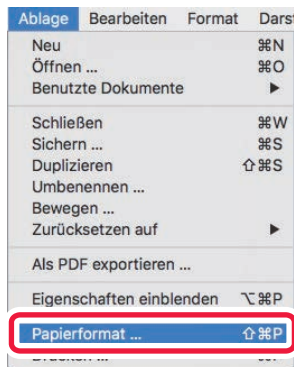 Ablage Bearbeiten Format Dars
Neu ⌘N
Öffnen ... ⌘O
Benutzte Dokumente ▶
Schließen ⌘W
Sichern ... ⌘S
Duplizieren ⇧⌘S
Umbenennen ...
Bewegen ...
Zurücksetzen auf ▶
Als PDF exportieren ...
Eigenschaften einblenden ⌥⌘P
Papierformat ... ⇧⌘P